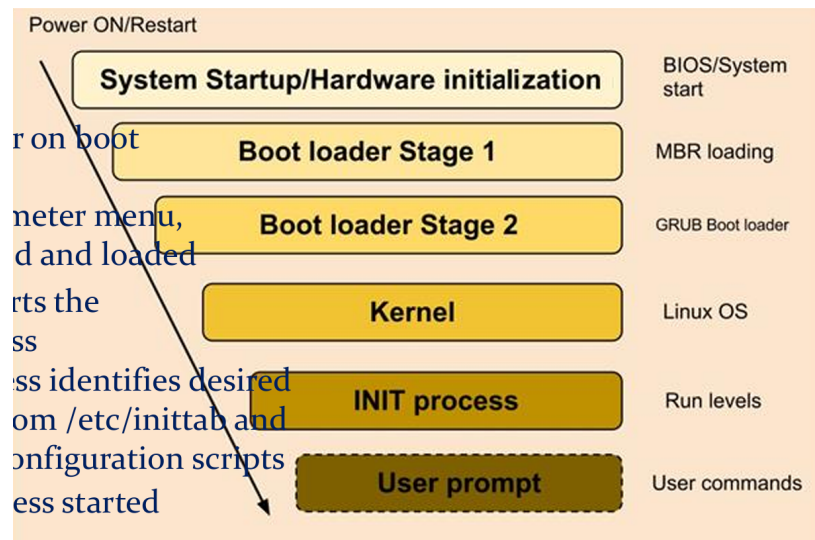 Power ON/Restart
System Startup/Hardware initialization
BIOS/System
start
r on boot
Boot loader Stage 1
MBR loading
meter menu,
Boot loader Stage 2
GRUB Boot loader
d and loaded
rts the
Kernel
Linux OS
ss
ess identifies desired
INIT process
Run levels
om /etc/inittab and
onfiguration scripts
User prompt
User commands
ess started